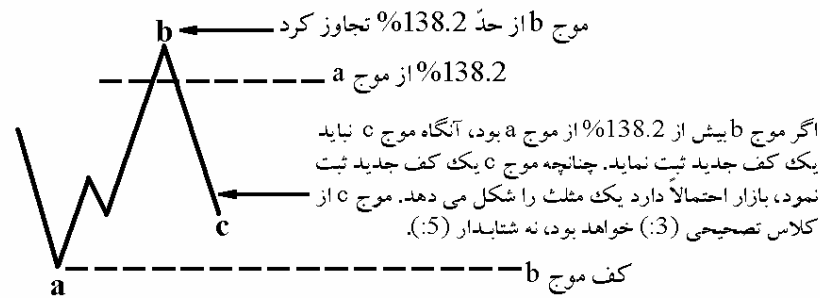 موج b از حدّ 138.2% تجاوز کرد
b
138.2% از موج a
اگر موج b بیش از 138.2% از موج a بود، آنگاه موج c نباید
یک کف جدید ثبت نماید. چنانچه موج c یک کف جدید ثبت
نمود، بازار احتمالاً دارد یک مثلث را شکل می دهد. موج c از
کلاس تصحیحی (3:) خواهد بود، نه شتابدار (5:).
c
کف موج b
a